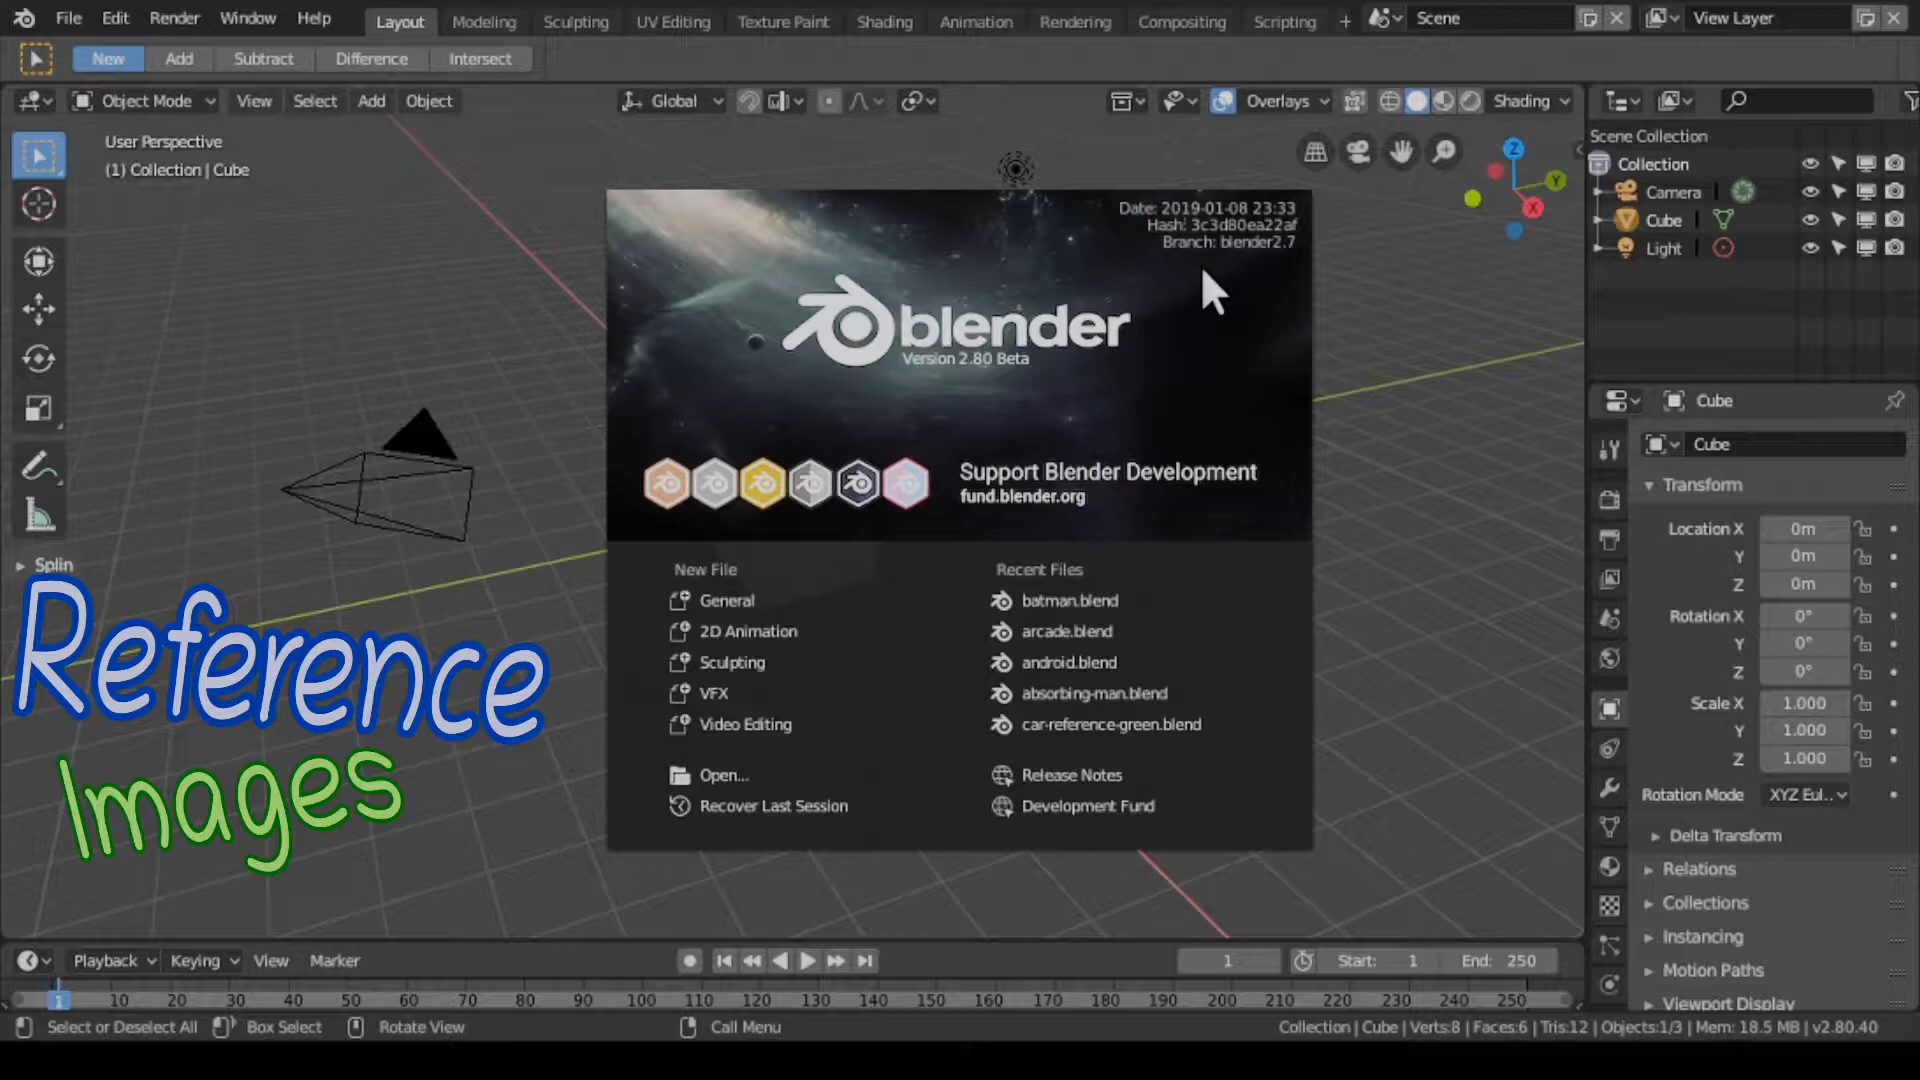 File Edit Render Window Help Layout Modeling Sculpting UV Editing Texture Paint Shading Animation Rendering Compositing Scripting + Scene View Layer
New Add Subtract Difference Intersect
Object Mode View Select Add Object Global Overlays Shading
User Perspective
(1) Collection | Cube
Z
Y
X
Scene Collection
Collection
Camera
Cube
Light
Date: 2019-01-08 23:33
Hash: 3c3d80ea22af
Branch: blender2.7
blender
Version 2.80 Beta
Support Blender Development
fund.blender.org
New File
General
2D Animation
Sculpting
VFX
Video Editing
Open...
Recover Last Session
Recent Files
batman.blend
arcade.blend
android.blend
absorbing-man.blend
car-reference-green.blend
Release Notes
Development Fund
Splin
Reference
Images
Cube
Cube
Transform
Location X 0m
Y 0m
Z 0m
Rotation X 0°
Y 0°
Z 0°
Scale X 1.000
Y 1.000
Z 1.000
Rotation Mode XYZ Eul..
Delta Transform
Relations
Collections
Instancing
Motion Paths
Viewport Display
Playback Keying View Marker 1 Start: 1 End: 250
1 10 20 30 40 50 60 70 80 90 100 110 120 130 140 150 160 170 180 190 200 210 220 230 240 250
Select or Deselect All Box Select Rotate View Call Menu Collection | Cube | Verts:8 | Faces:6 | Tris:12 | Objects:1/3 | Mem: 18.5 MB | v2.80.40